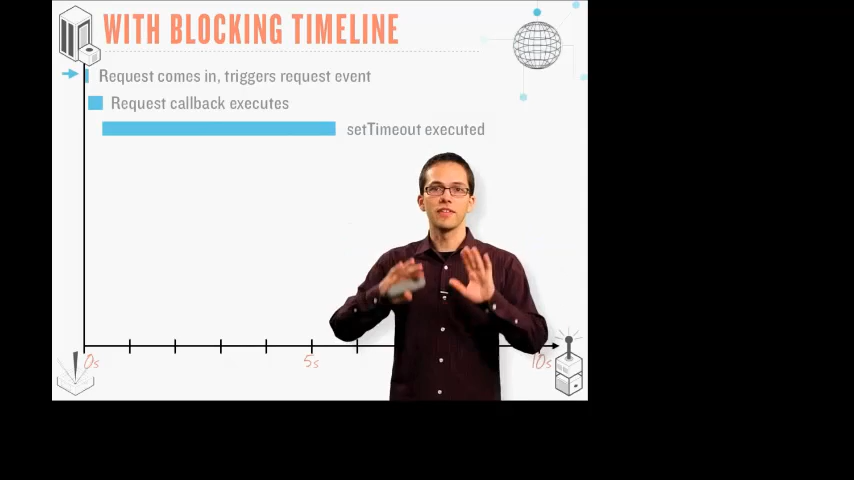 WITH BLOCKING TIMELINE
Request comes in, triggers request event
Request callback executes
setTimeout executed
0s 5s 10s